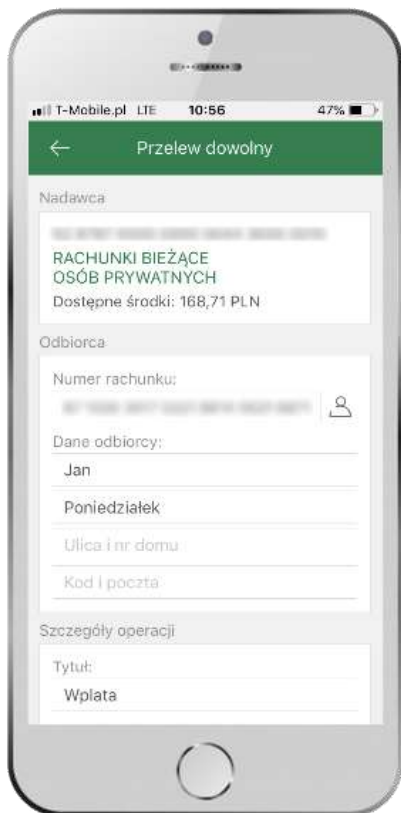 T-Mobile.pl LTE 10:56 47%
Przelew dowolny
Nadawca
RACHUNKI BIEŻĄCE
OSÓB PRYWATNYCH
Dostępne środki: 168,71 PLN
Odbiorca
Numer rachunku:
Dane odbiorcy:
Jan
Poniedziałek
Ulica i nr domu
Kod i poczta
Szczegóły operacji
Tytuł:
Wplata